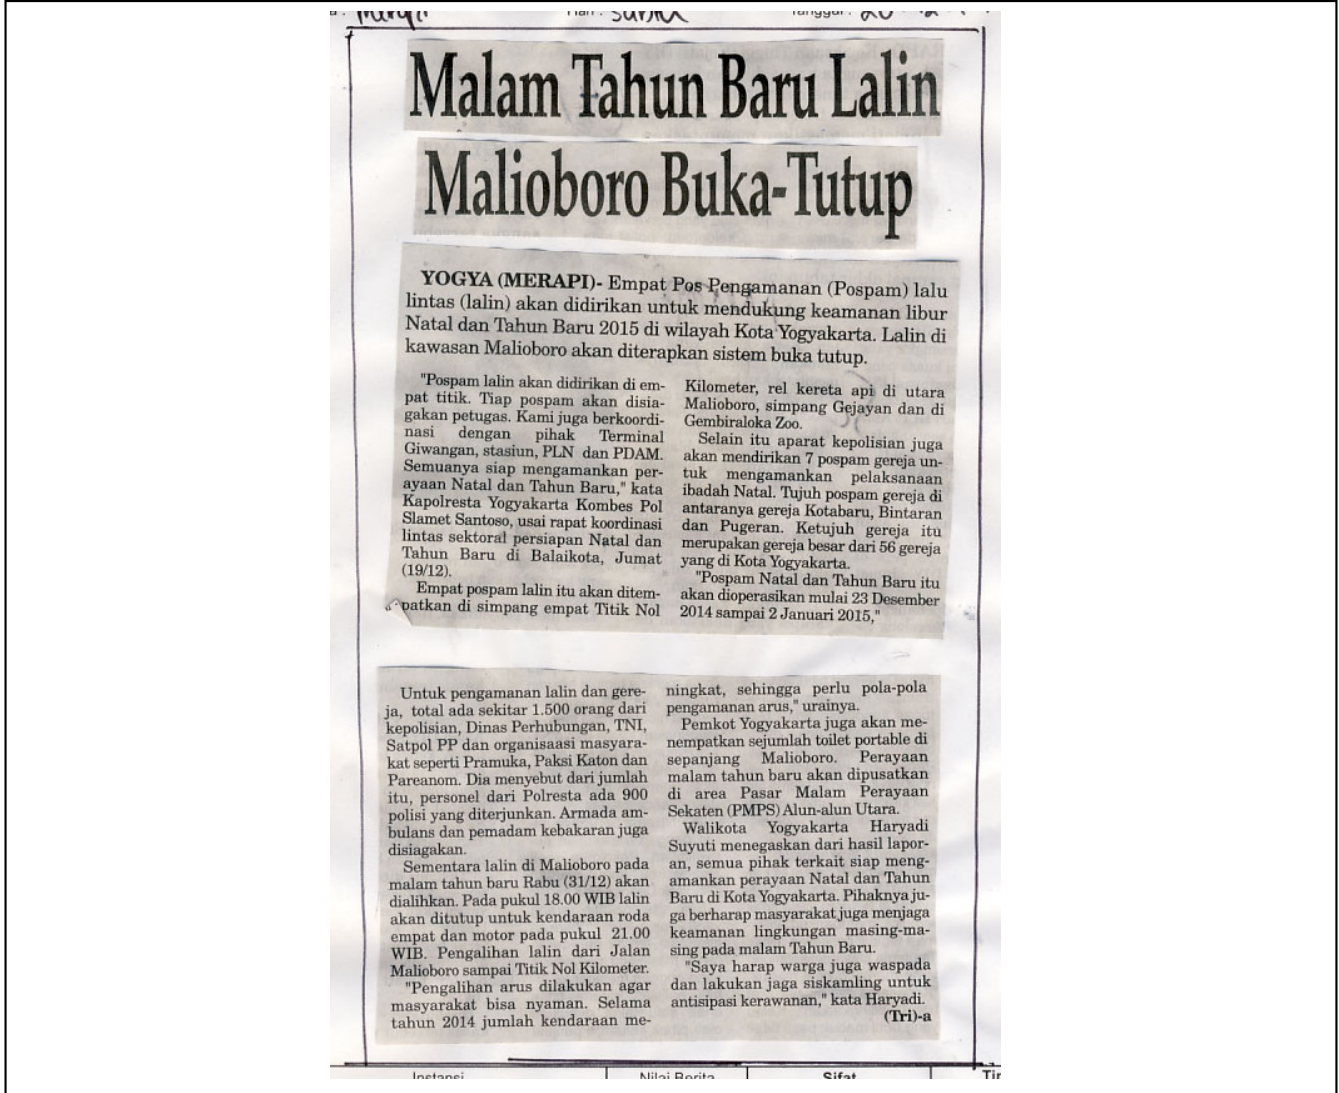 Malam Tahun Baru Lalin
Malioboro Buka-Tutup
YOGYA (MERAPI)- Empat Pos Pengamanan (Pospam) lalu
lintas (lalin) akan didirikan untuk mendukung keamanan libur
Natal dan Tahun Baru 2015 di wilayah Kota Yogyakarta. Lalin di
kawasan Malioboro akan diterapkan sistem buka tutup.
"Pospam lalin akan didirikan di em-
pat titik. Tiap pospam akan disia-
gakan petugas. Kami juga berkoordi-
nasi dengan pihak Terminal
Giwangan, stasiun, PLN dan PDAM.
Semuanya siap mengamankan per-
ayaan Natal dan Tahun Baru," kata
Kapolresta Yogyakarta Kombes Pol
Slamet Santoso, usai rapat koordinasi
lintas sektoral persiapan Natal dan
Tahun Baru di Balaikota, Jumat
(19/12).
Empat pospam lalin itu akan ditem-
patkan di simpang empat Titik Nol
Kilometer, rel kereta api di utara
Malioboro, simpang Gejayan dan di
Gembiraloka Zoo.
Selain itu aparat kepolisian juga
akan mendirikan 7 pospam gereja un-
tuk mengamankan pelaksanaan
ibadah Natal. Tujuh pospam gereja di
antaranya gereja Kotabaru, Bintaran
dan Pugeran. Ketujuh gereja itu
merupakan gereja besar dari 56 gereja
yang di Kota Yogyakarta.
"Pospam Natal dan Tahun Baru itu
akan dioperasikan mulai 23 Desember
2014 sampai 2 Januari 2015,"
Untuk pengamanan lalin dan gere-
ja, total ada sekitar 1.500 orang dari
kepolisian, Dinas Perhubungan, TNI,
Satpol PP dan organisaasi masyara-
kat seperti Pramuka, Paksi Katon dan
Pareanom. Dia menyebut dari jumlah
itu, personel dari Polresta ada 900
polisi yang diterjunkan. Armada am-
bulans dan pemadam kebakaran juga
disiagakan.
Sementara lalin di Malioboro pada
malam tahun baru Rabu (31/12) akan
dialihkan. Pada pukul 18.00 WIB lalin
akan ditutup untuk kendaraan roda
empat dan motor pada pukul 21.00
WIB. Pengalihan lalin dari Jalan
Malioboro sampai Titik Nol Kilometer.
"Pengalihan arus dilakukan agar
masyarakat bisa nyaman. Selama
tahun 2014 jumlah kendaraan me-
ningkat, sehingga perlu pola-pola
pengamanan arus," urainya.
Pemkot Yogyakarta juga akan me-
nempatkan sejumlah toilet portable di
sepanjang Malioboro. Perayaan
malam tahun baru akan dipusatkan
di area Pasar Malam Perayaan
Sekaten (PMPS) Alun-alun Utara.
Walikota Yogyakarta Haryadi
Suyuti menegaskan dari hasil lapor-
an, semua pihak terkait siap meng-
amankan perayaan Natal dan Tahun
Baru di Kota Yogyakarta. Pihaknya ju-
ga berharap masyarakat juga menjaga
keamanan lingkungan masing-ma-
sing pada malam Tahun Baru.
"Saya harap warga juga waspada
dan lakukan jaga siskamling untuk
antisipasi kerawanan," kata Haryadi.
(Tri)-a
Instansi Nilai Berita Sifat